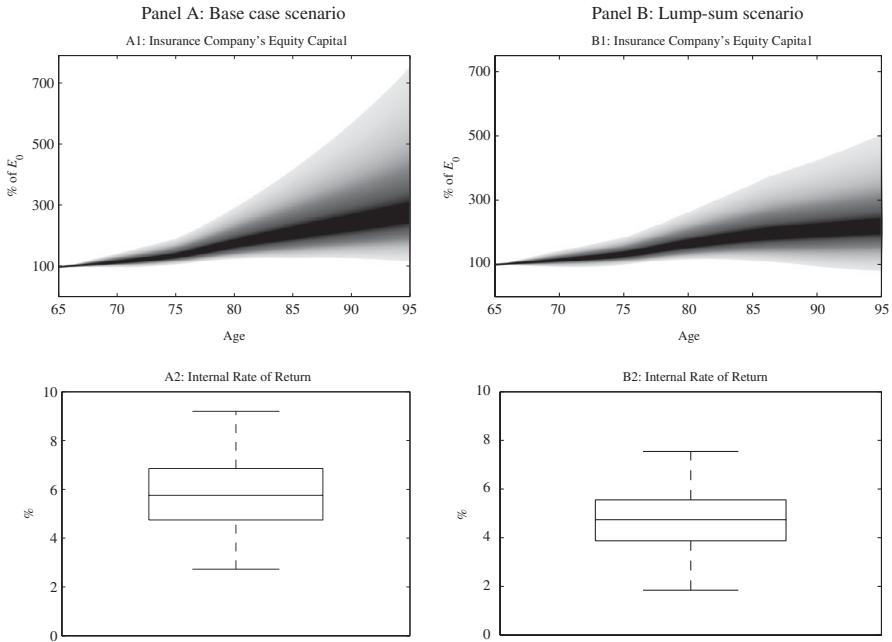 Panel A: Base case scenario
A1: Insurance Company's Equity Capital
700
500
300
100
% of E0
65 70 75 80 85 90 95
Age
Panel B: Lump-sum scenario
B1: Insurance Company's Equity Capital
700
500
300
100
% of E0
65 70 75 80 85 90 95
Age
A2: Internal Rate of Return
10
8
6
4
2
0
%
B2: Internal Rate of Return
10
8
6
4
2
0
%